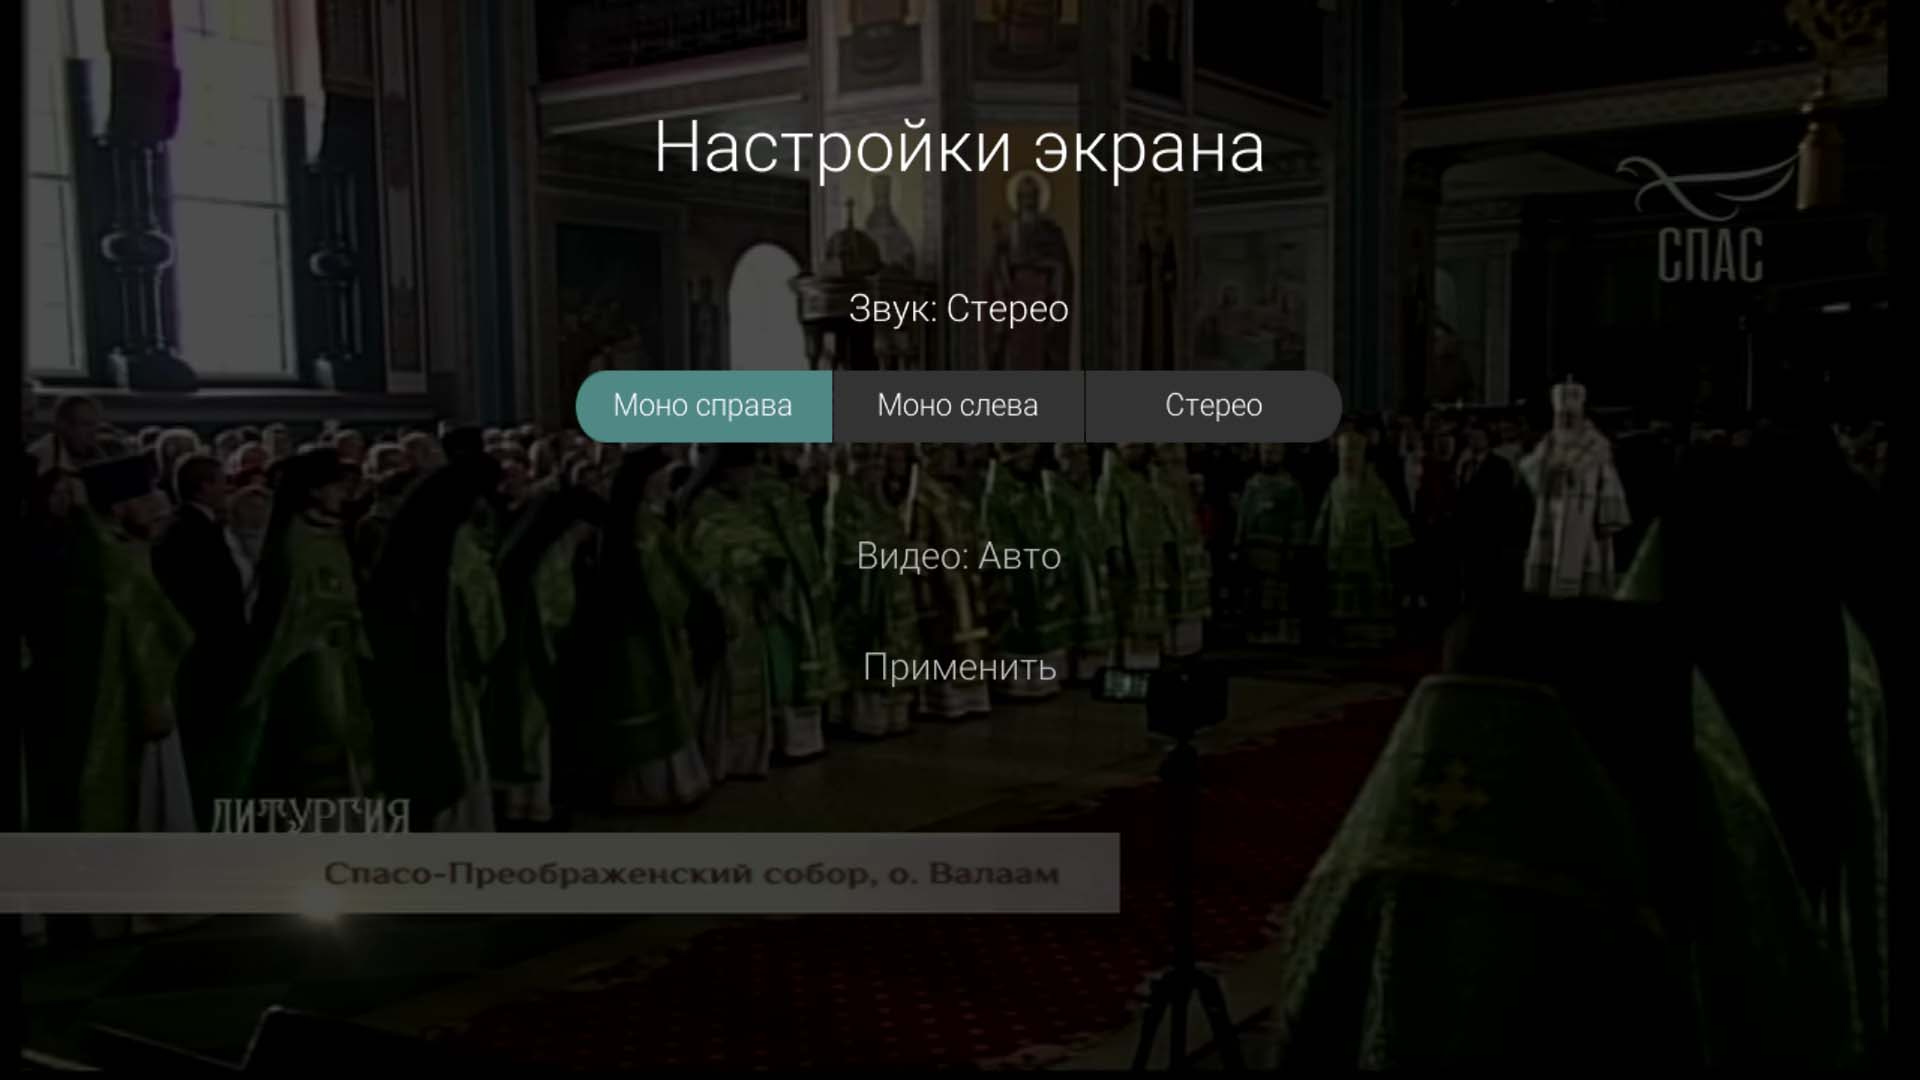 Настройки экрана
СПАС
Звук: Стерео
Моно справа Моно слева Стерео
Видео: Авто
Применить
ЛИТУРГИЯ
Спасо-Преображенский собор, о. Валаам